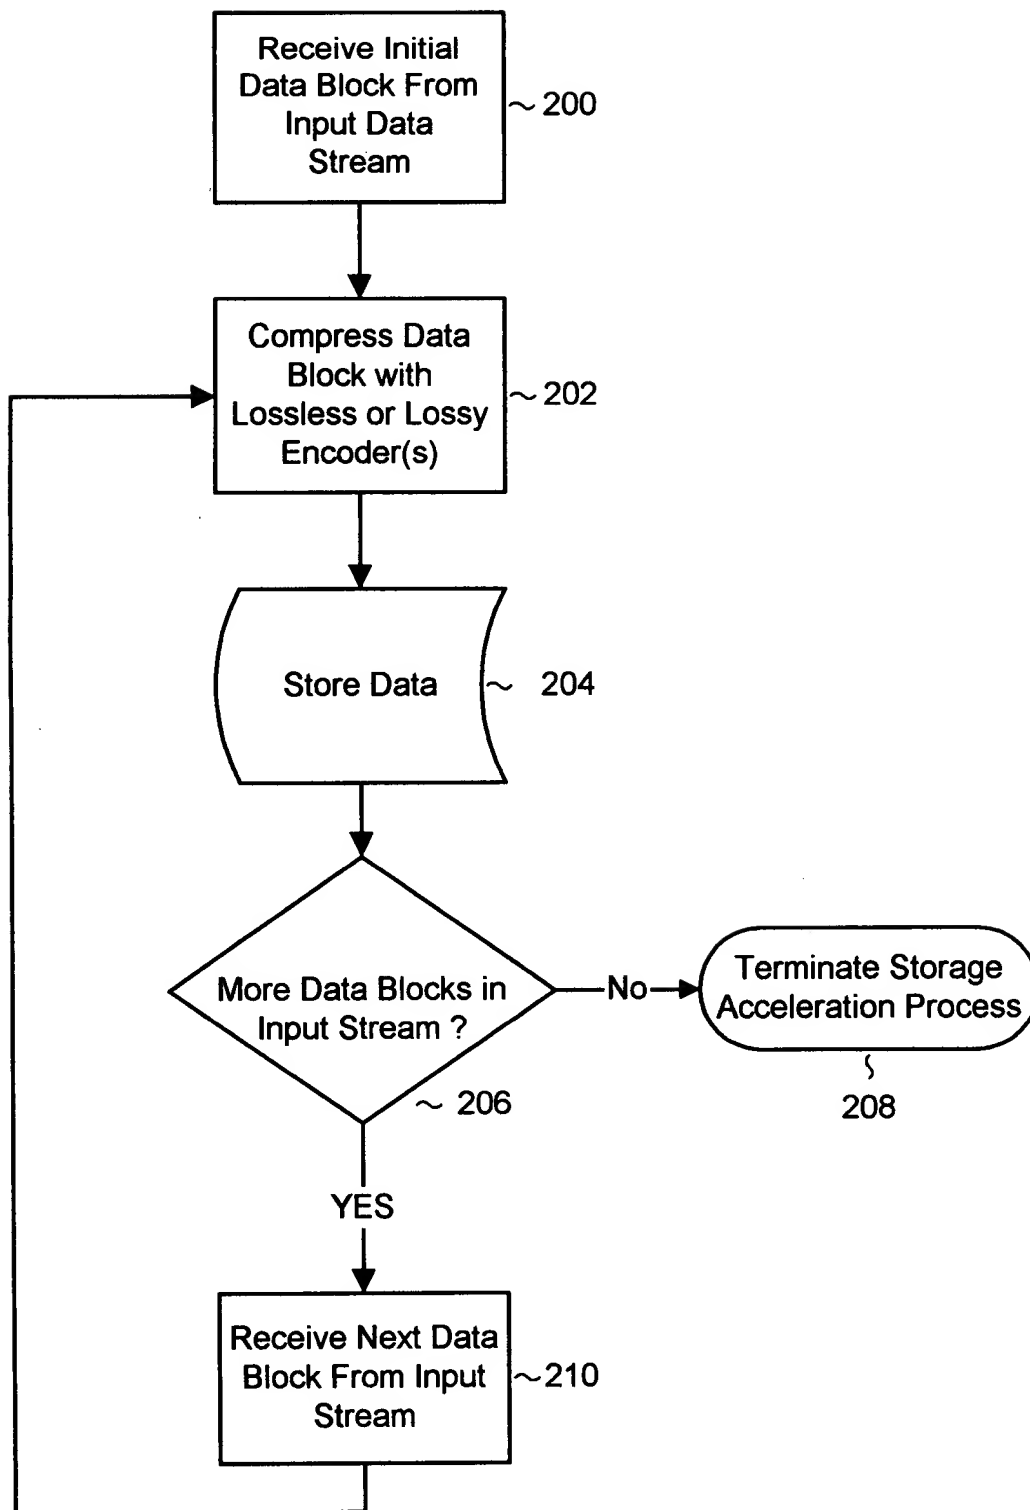 Receive Initial
Data Block From
Input Data
Stream
200
Compress Data
Block with
Lossless or Lossy
Encoder(s)
202
Store Data
204
More Data Blocks in
Input Stream ?
206
No
Terminate Storage
Acceleration Process
208
YES
Receive Next Data
Block From Input
Stream
210